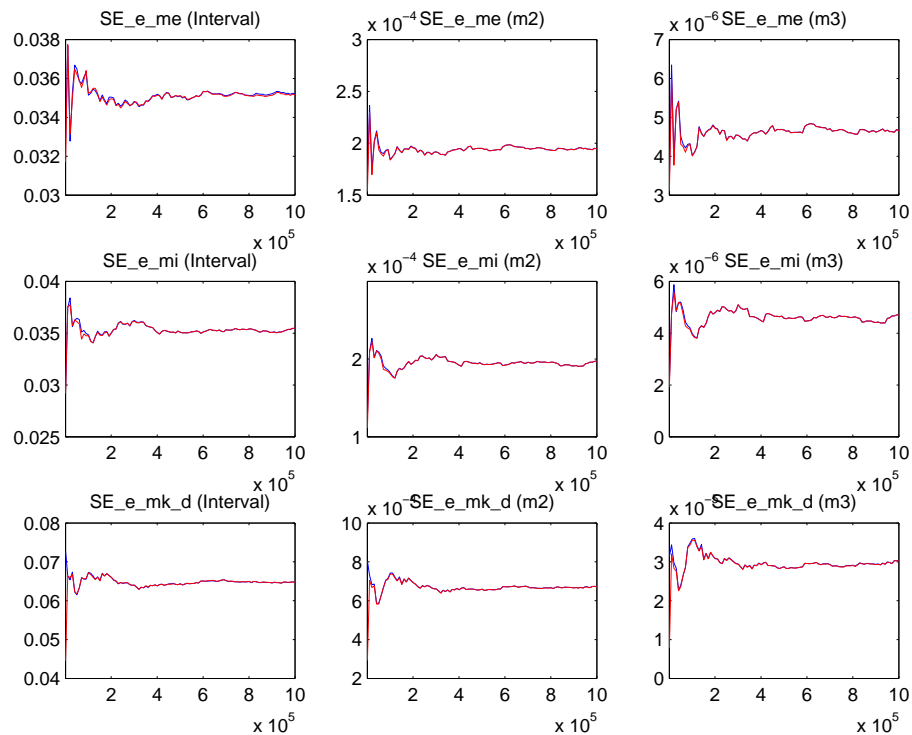 SE_e_me (Interval)
0.038
0.036
0.034
0.032
0.03
2 4 6 8 10
x 10^5
x 10^−4 SE_e_me (m2)
3
2.5
2
1.5
2 4 6 8 10
x 10^5
x 10^−6 SE_e_me (m3)
7
6
5
4
3
2 4 6 8 10
x 10^5
SE_e_mi (Interval)
0.04
0.035
0.03
0.025
2 4 6 8 10
x 10^5
x 10^−4 SE_e_mi (m2)
2
1
2 4 6 8 10
x 10^5
x 10^−6 SE_e_mi (m3)
6
4
2
0
2 4 6 8 10
x 10^5
SE_e_mk_d (Interval)
0.08
0.07
0.06
0.05
0.04
2 4 6 8 10
x 10^5
x 10^−4 SE_e_mk_d (m2)
10
8
6
4
2
2 4 6 8 10
x 10^5
x 10^−5 SE_e_mk_d (m3)
4
3
2
1
0
2 4 6 8 10
x 10^5